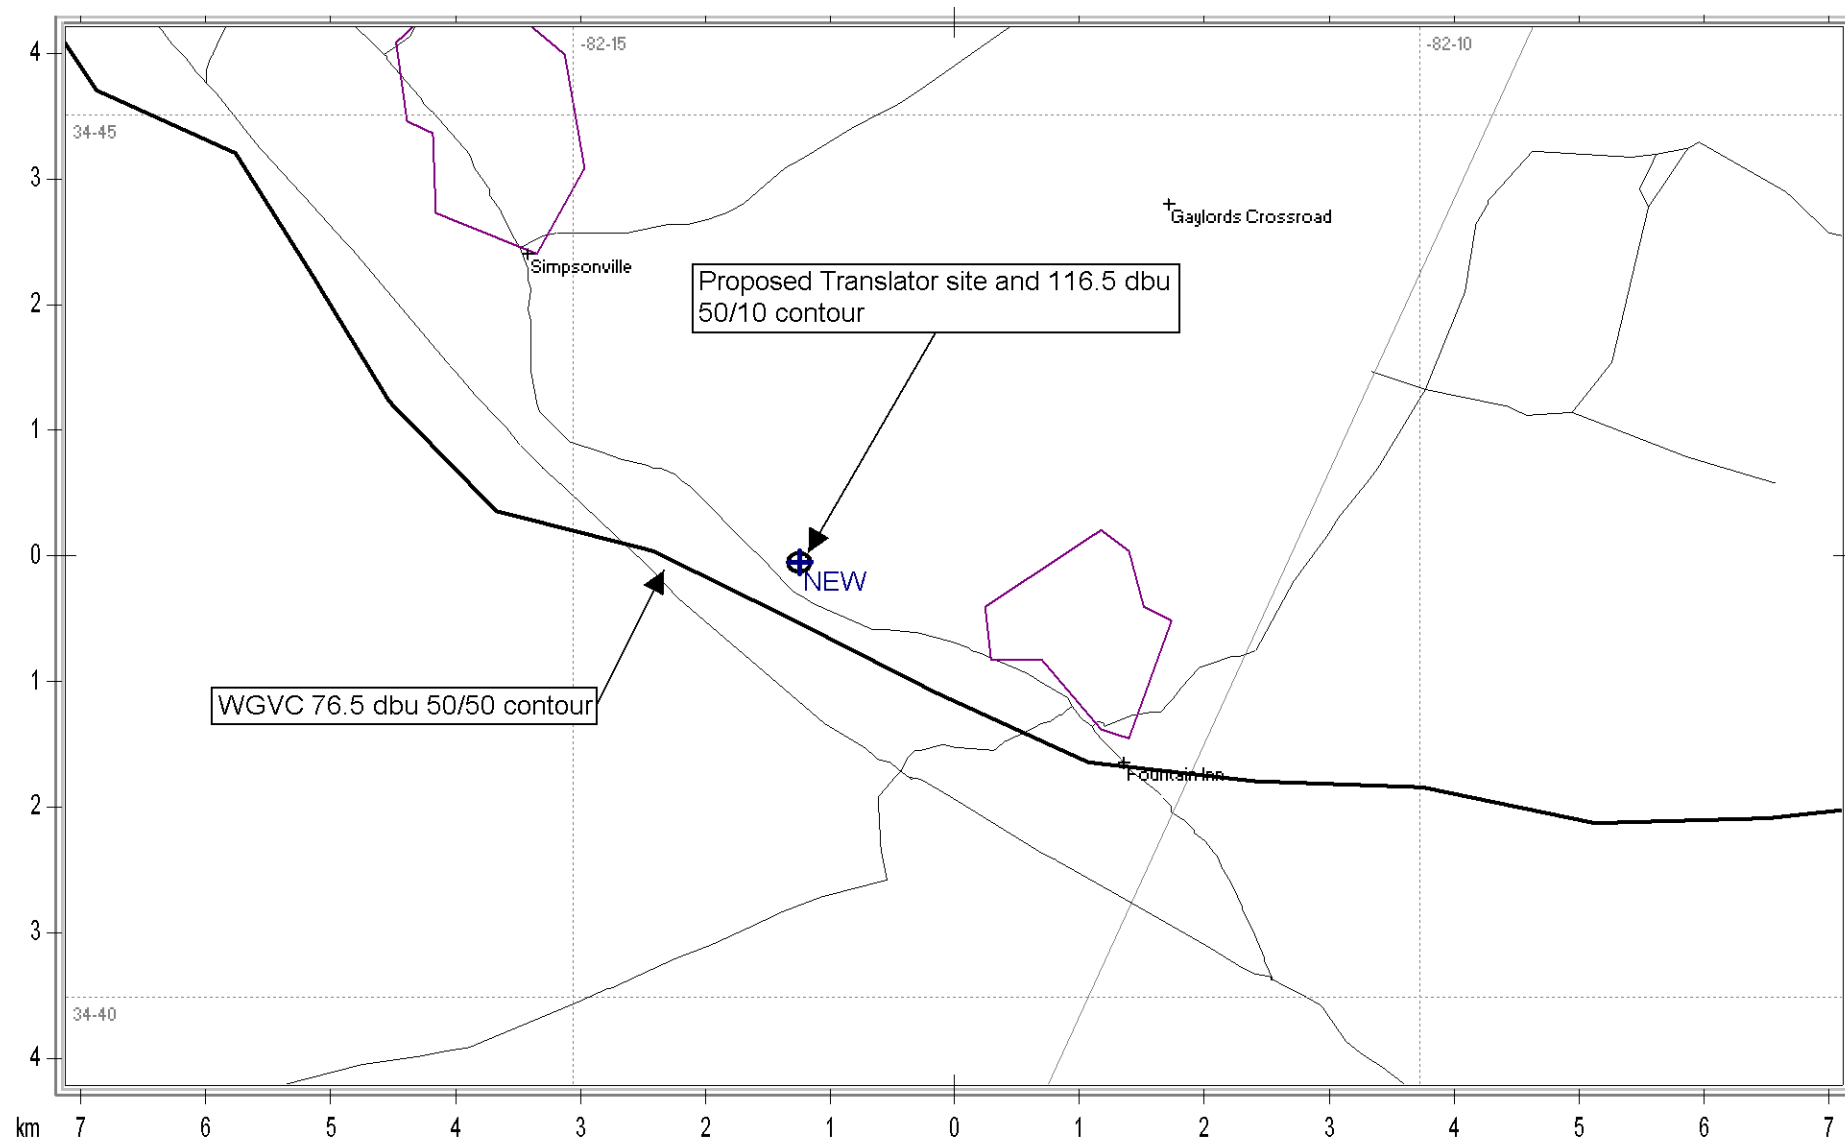 -82-15
-82-10
34-45
Gaylords Crossroad
Simpsonville
Proposed Translator site and 116.5 dbu
50/10 contour
NEW
WGVC 76.5 dbu 50/50 contour
Fountain Inn
34-40
4
3
2
1
0
1
2
3
4
km 7 6 5 4 3 2 1 0 1 2 3 4 5 6 7